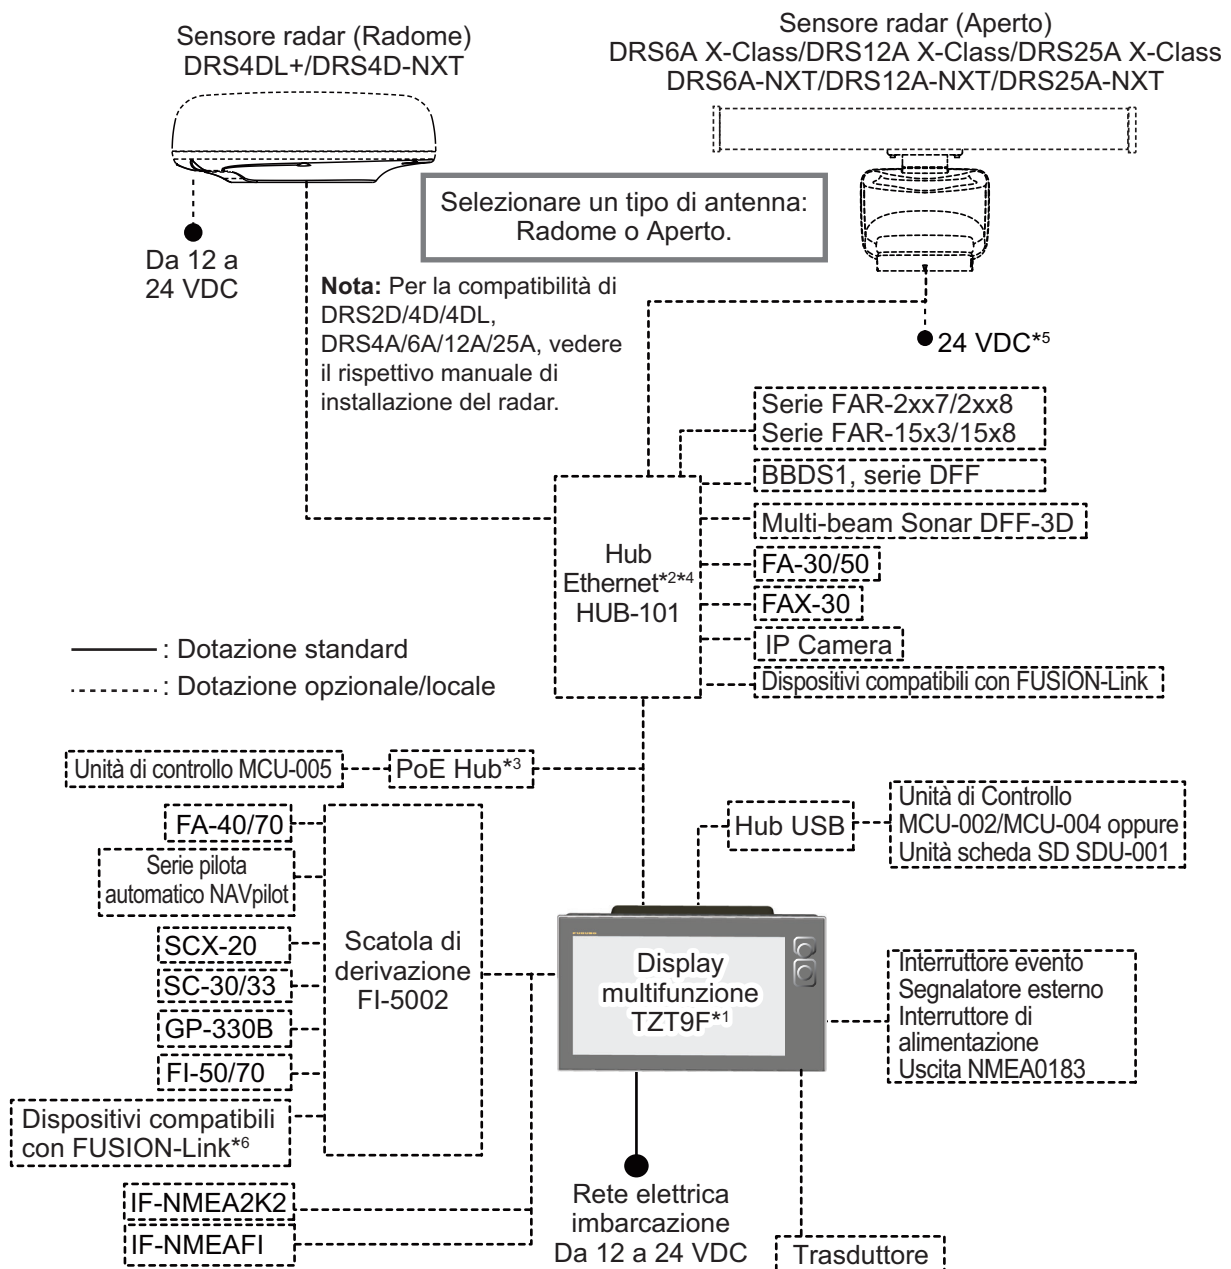 Sensore radar (Radome)
DRS4DL+/DRS4D-NXT
Sensore radar (Aperto)
DRS6A X-Class/DRS12A X-Class/DRS25A X-Class
DRS6A-NXT/DRS12A-NXT/DRS25A-NXT
Selezionare un tipo di antenna:
Radome o Aperto.
Da 12 a
24 VDC
Nota: Per la compatibilità di
DRS2D/4D/4DL,
DRS4A/6A/12A/25A, vedere
il rispettivo manuale di
installazione del radar.
24 VDC*5
Serie FAR-2xx7/2xx8
Serie FAR-15x3/15x8
BBDS1, serie DFF
Multi-beam Sonar DFF-3D
FA-30/50
FAX-30
IP Camera
Dispositivi compatibili con FUSION-Link
Hub
Ethernet*2*4
HUB-101
: Dotazione standard
: Dotazione opzionale/locale
Unità di controllo MCU-005
PoE Hub*3
Hub USB
Unità di Controllo
MCU-002/MCU-004 oppure
Unità scheda SD SDU-001
FA-40/70
Serie pilota
automatico NAVpilot
SCX-20
SC-30/33
GP-330B
FI-50/70
Dispositivi compatibili
con FUSION-Link*6
Scatola di
derivazione
FI-5002
FURUNO
Display
multifunzione
TZT9F*1
Interruttore evento
Segnalatore esterno
Interruttore di
alimentazione
Uscita NMEA0183
IF-NMEA2K2
IF-NMEAFI
Rete elettrica
imbarcazione
Da 12 a 24 VDC
Trasduttore